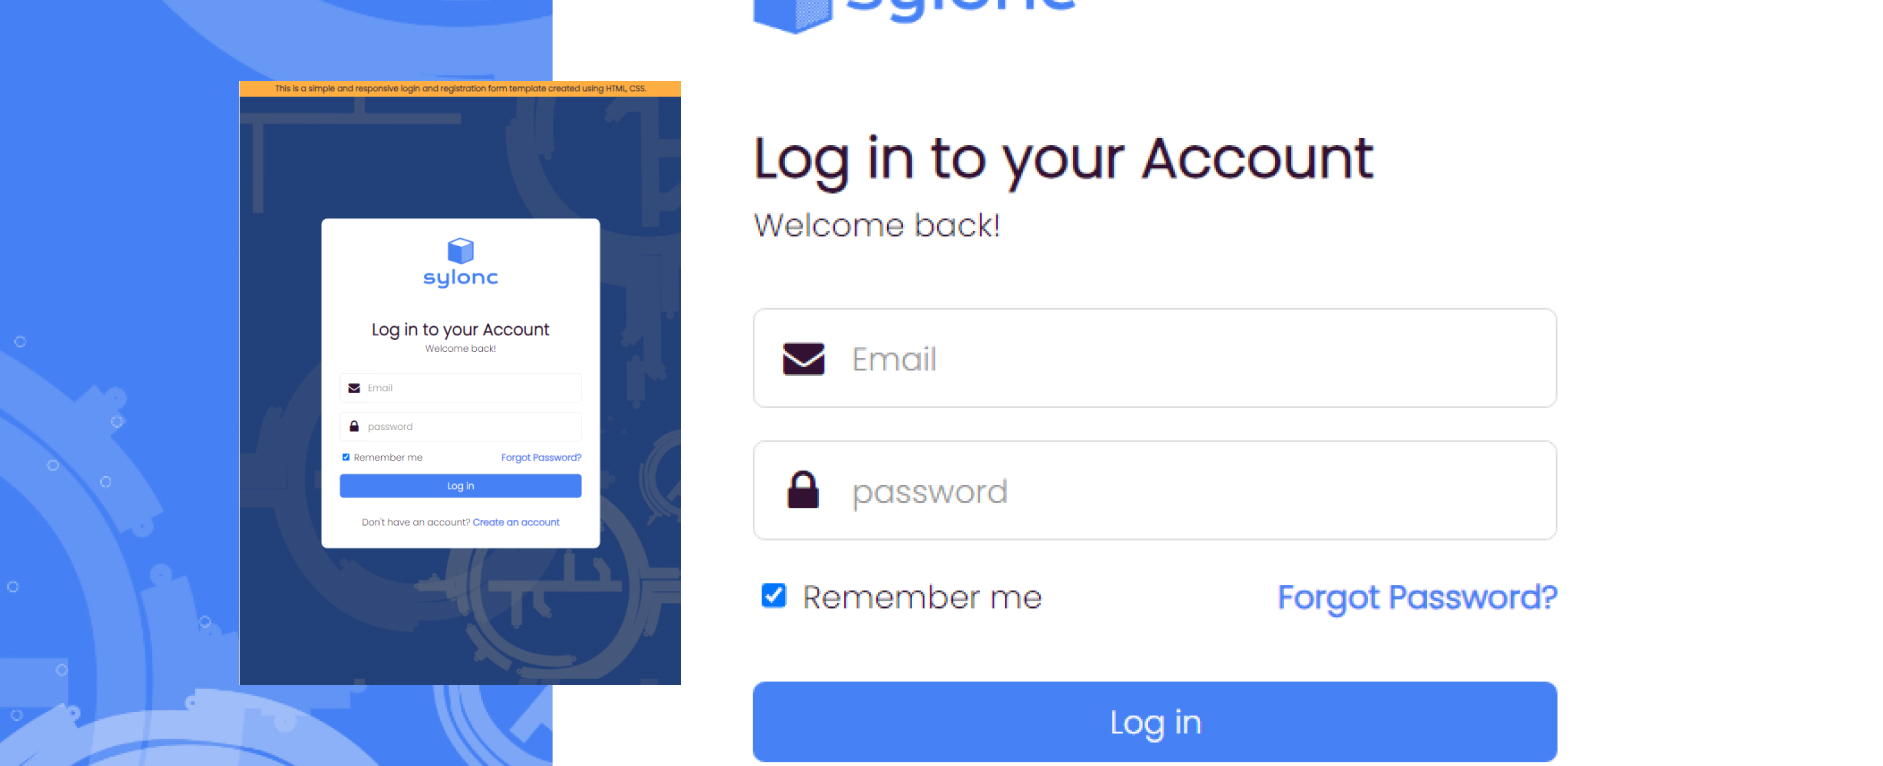 sylonc
This is a simple and responsive login and registration form template created using HTML, CSS.
sylonc
Log in to your Account
Welcome back!
Email
password
Remember me
Forgot Password?
Log in
Don't have an account? Create an account
Log in to your Account
Welcome back!
Email
password
Remember me
Forgot Password?
Log in